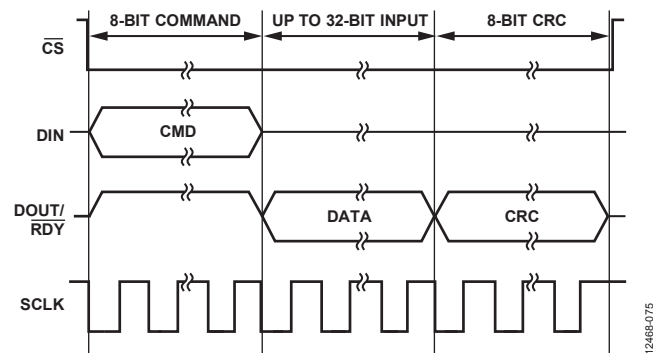 8-BIT COMMAND UP TO 32-BIT INPUT 8-BIT CRC
CS
DIN CMD
DOUT/
RDY DATA CRC
SCLK
12468-075